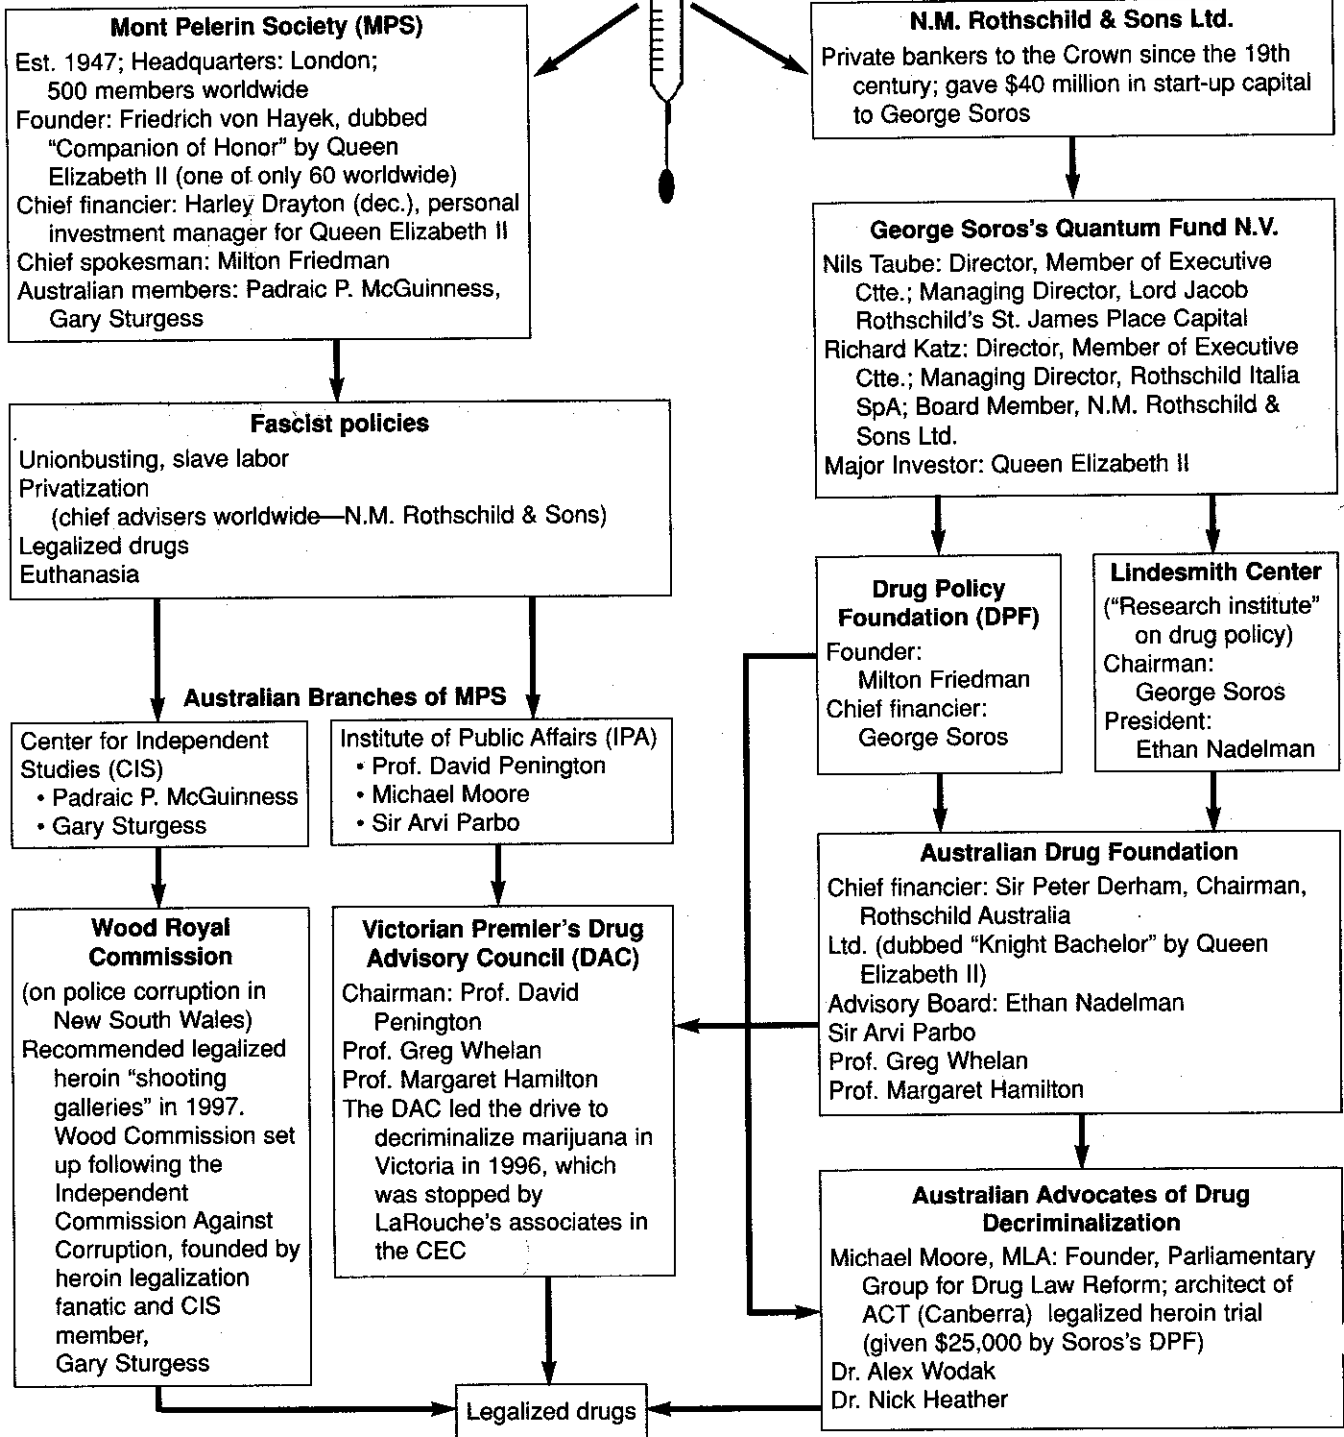 Mont Pelerin Society (MPS)
Est. 1947; Headquarters: London;
500 members worldwide
Founder: Friedrich von Hayek, dubbed
"Companion of Honor" by Queen
Elizabeth II (one of only 60 worldwide)
Chief financier: Harley Drayton (dec.), personal
investment manager for Queen Elizabeth II
Chief spokesman: Milton Friedman
Australian members: Padraic P. McGuinness,
Gary Sturgess
N.M. Rothschild & Sons Ltd.
Private bankers to the Crown since the 19th
century; gave $40 million in start-up capital
to George Soros
George Soros's Quantum Fund N.V.
Nils Taube: Director, Member of Executive
Ctte.; Managing Director, Lord Jacob
Rothschild's St. James Place Capital
Richard Katz: Director, Member of Executive
Ctte.; Managing Director, Rothschild Italia
SpA; Board Member, N.M. Rothschild &
Sons Ltd.
Major Investor: Queen Elizabeth II
Fascist policies
Unionbusting, slave labor
Privatization
(chief advisers worldwide—N.M. Rothschild & Sons)
Legalized drugs
Euthanasia
Drug Policy
Foundation (DPF)
Founder:
Milton Friedman
Chief financier:
George Soros
Lindesmith Center
("Research institute"
on drug policy)
Chairman:
George Soros
President:
Ethan Nadelman
Australian Branches of MPS
Center for Independent
Studies (CIS)
• Padraic P. McGuinness
• Gary Sturgess
Institute of Public Affairs (IPA)
• Prof. David Penington
• Michael Moore
• Sir Arvi Parbo
Australian Drug Foundation
Chief financier: Sir Peter Derham, Chairman,
Rothschild Australia
Ltd. (dubbed "Knight Bachelor" by Queen
Elizabeth II)
Advisory Board: Ethan Nadelman
Sir Arvi Parbo
Prof. Greg Whelan
Prof. Margaret Hamilton
Wood Royal
Commission
(on police corruption in
New South Wales)
Recommended legalized
heroin "shooting
galleries" in 1997.
Wood Commission set
up following the
Independent
Commission Against
Corruption, founded by
heroin legalization
fanatic and CIS
member,
Gary Sturgess
Victorian Premier's Drug
Advisory Council (DAC)
Chairman: Prof. David
Penington
Prof. Greg Whelan
Prof. Margaret Hamilton
The DAC led the drive to
decriminalize marijuana in
Victoria in 1996, which
was stopped by
LaRouche's associates in
the CEC
Australian Advocates of Drug
Decriminalization
Michael Moore, MLA: Founder, Parliamentary
Group for Drug Law Reform; architect of
ACT (Canberra) legalized heroin trial
(given $25,000 by Soros's DPF)
Dr. Alex Wodak
Dr. Nick Heather
Legalized drugs